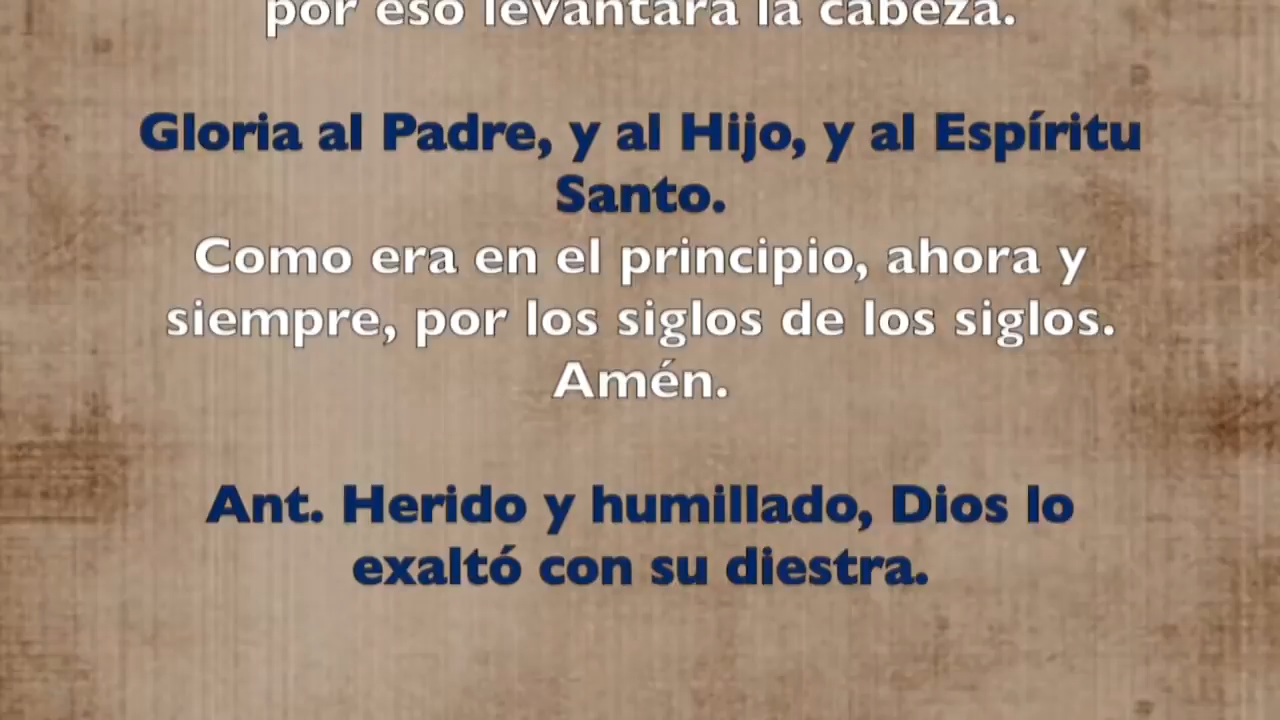 por eso levantará la cabeza.
Gloria al Padre, y al Hijo, y al Espíritu
Santo.
Como era en el principio, ahora y
siempre, por los siglos de los siglos.
Amén.
Ant. Herido y humillado, Dios lo
exaltó con su diestra.